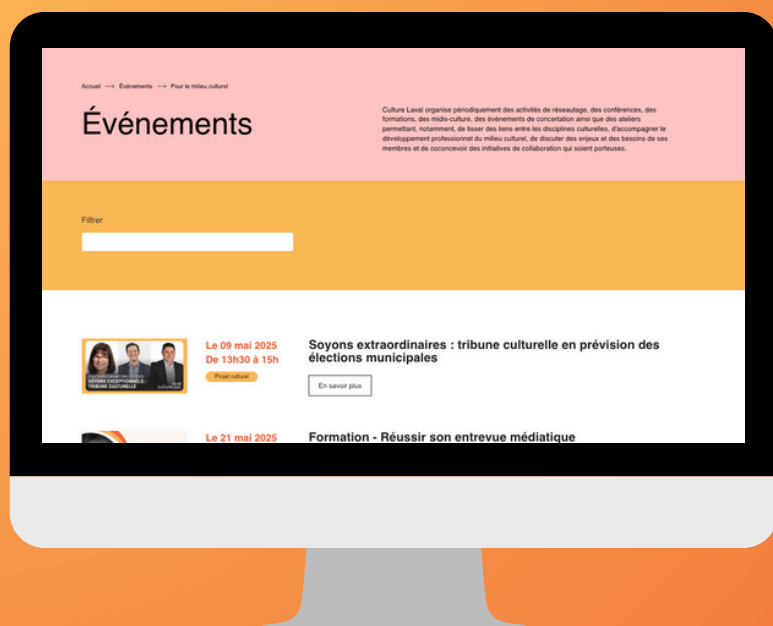 Accueil → Événements → Pour le milieu culturel
Événements
Culture Laval organise périodiquement des activités de réseautage, des conférences, des
formations, des midis-culture, des événements de concertation ainsi que des ateliers
permettant, notamment, de tisser des liens entre les disciplines culturelles, d'accompagner le
développement professionnel du milieu culturel, de discuter des enjeux et des besoins de ses
membres et de coconcevoir des initiatives de collaboration qui soient porteuses.
Filtrer
SOYONS EXCEPTIONNELS :
TRIBUNE CULTURELLE
Le 09 mai 2025
De 13h30 à 15h
Projet culturel
Soyons extraordinaires : tribune culturelle en prévision des
élections municipales
En savoir plus
Le 21 mai 2025
Formation - Réussir son entrevue médiatique